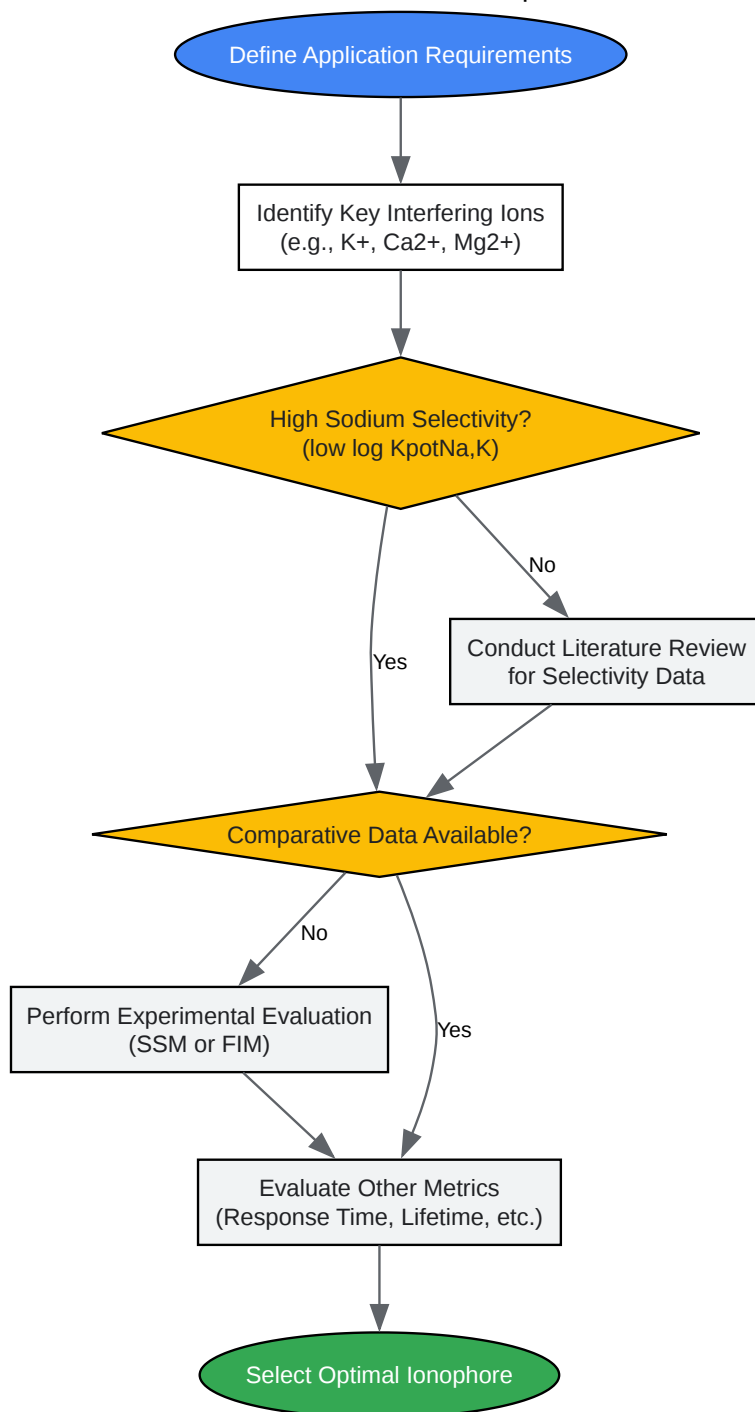 Define Application Requirements
Identify Key Interfering Ions
(e.g., K+, Ca2+, Mg2+)
High Sodium Selectivity?
(low log KpotNa,K)
No
Conduct Literature Review
for Selectivity Data
Yes
Comparative Data Available?
No
Perform Experimental Evaluation
(SSM or FIM)
Yes
Evaluate Other Metrics
(Response Time, Lifetime, etc.)
Select Optimal Ionophore